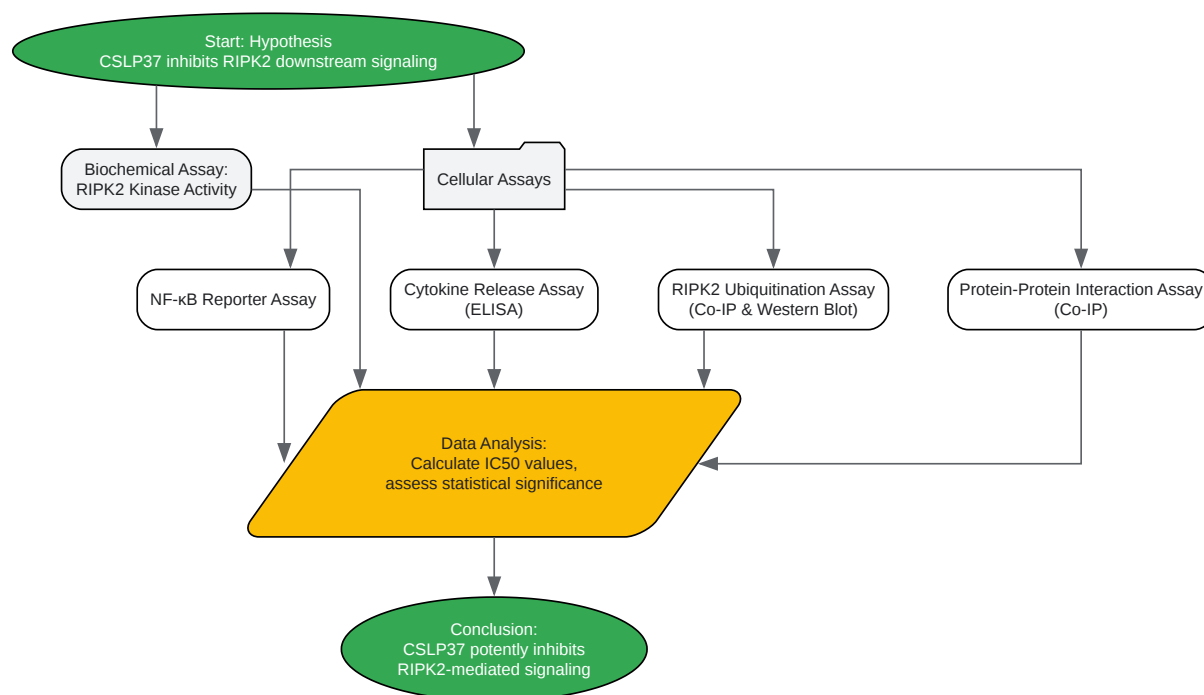 Start: Hypothesis
CSLP37 inhibits RIPK2 downstream signaling
Biochemical Assay:
RIPK2 Kinase Activity
Cellular Assays
NF-κB Reporter Assay
Cytokine Release Assay
(ELISA)
RIPK2 Ubiquitination Assay
(Co-IP & Western Blot)
Protein-Protein Interaction Assay
(Co-IP)
Data Analysis:
Calculate IC50 values,
assess statistical significance
Conclusion:
CSLP37 potently inhibits
RIPK2-mediated signaling